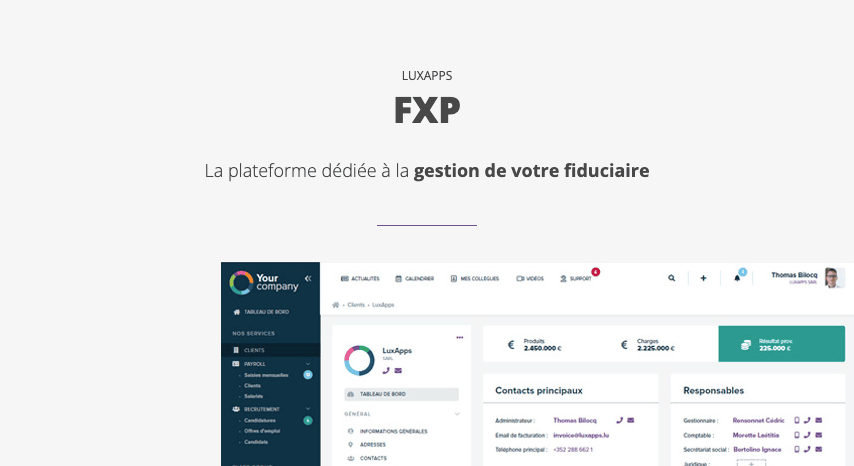 LUXAPPS
FXP
La plateforme dédiée à la gestion de votre fiduciaire
Your company
ACTUALITÉS CALENDRIER MES COLLÈGUES VIDÉOS SUPPORT
Thomas Bilocq
LUXAPPS SARL
Clients › LuxApps
TABLEAU DE BORD
NOS SERVICES
CLIENTS
PAYROLL
Saisies mensuelles
Clients
Salariés
RECRUTEMENT
Candidatures
Offres d'emploi
Candidats
LuxApps
SARL
TABLEAU DE BORD
GÉNÉRAL
INFORMATIONS GÉNÉRALES
ADRESSES
CONTACTS
Produits
2.450.000 €
Charges
2.225.000 €
Résultat prov.
225.000 €
Contacts principaux
Administrateur : Thomas Bilocq
Email de facturation : invoice@luxapps.lu
Téléphone principal : +352 288 662 1
Responsables
Gestionnaire : Rensonnet Cédric
Comptable : Morette Laëtitia
Secrétariat social : Bertolino Ignace
Juridique :